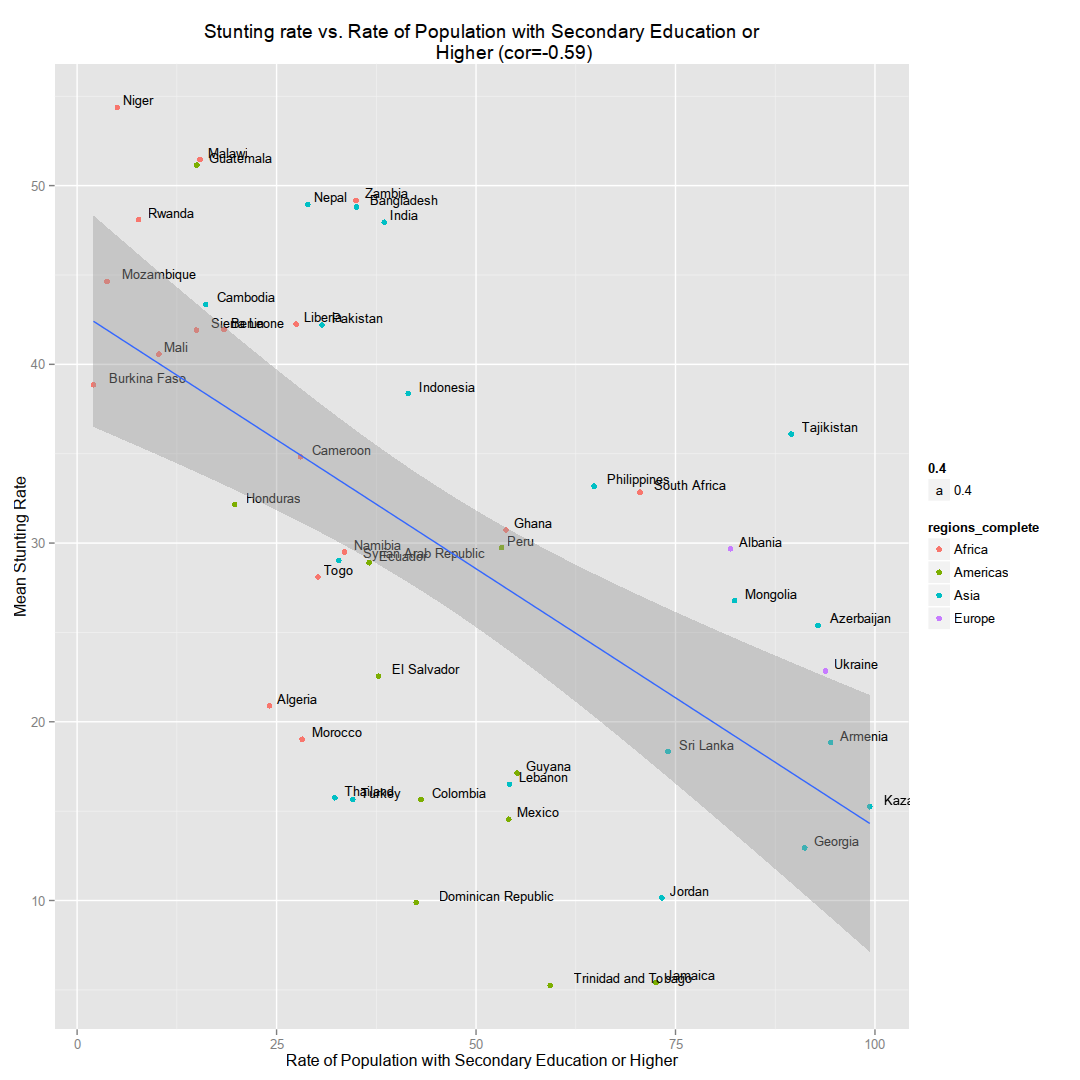 Stunting rate vs. Rate of Population with Secondary Education or
Higher (cor=-0.59)
Niger
Malawi
Guatemala
Nepal
Zambia
Bangladesh
India
Rwanda
Mozambique
Cambodia
Sierra Leone
Benin
Liberia
Pakistan
Mali
Burkina Faso
Indonesia
Tajikistan
Cameroon
Philippines
South Africa
Honduras
Ghana
Peru
Namibia
Syrian Arab Republic
Ecuador
Togo
Albania
Mongolia
Azerbaijan
El Salvador
Ukraine
Algeria
Morocco
Sri Lanka
Armenia
Guyana
Lebanon
Thailand
Turkey
Colombia
Mexico
Kaza
Georgia
Dominican Republic
Jordan
Trinidad and Tobago
Jamaica
50
40
30
20
10
Mean Stunting Rate
0
25
50
75
100
Rate of Population with Secondary Education or Higher
0.4
a 0.4
regions_complete
Africa
Americas
Asia
Europe